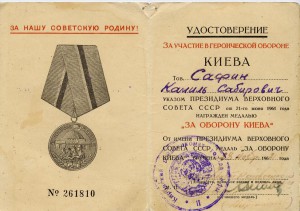 ЗА НАШУ СОВЕТСКУЮ РОДИНУ!
№ 261810
УДОСТОВЕРЕНИЕ
ЗА УЧАСТИЕ В ГЕРОИЧЕСКОЙ ОБОРОНЕ
КИЕВА
Тов. Сафин
Камиль Сабирович
УКАЗОМ ПРЕЗИДИУМА ВЕРХОВНОГО
СОВЕТА СССР от 21-го июня 1961 года
НАГРАЖДЕН МЕДАЛЬЮ
"ЗА ОБОРОНУ КИЕВА"
От имени ПРЕЗИДИУМА ВЕРХОВНОГО
СОВЕТА СССР МЕДАЛЬ "ЗА ОБОРОНУ
КИЕВА"